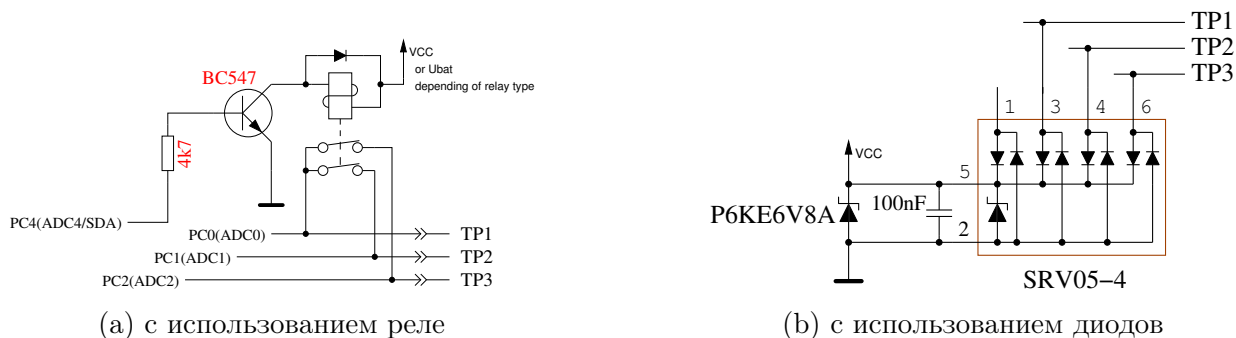 BC547
VCC
or Ubat
depending of relay type
4k7
PC4(ADC4/SDA)
PC0(ADC0)
TP1
PC1(ADC1)
TP2
PC2(ADC2)
TP3
(a) с использованием реле
TP1
TP2
TP3
1 3 4 6
VCC
5
P6KE6V8A
100nF
2
SRV05−4
(b) с использованием диодов